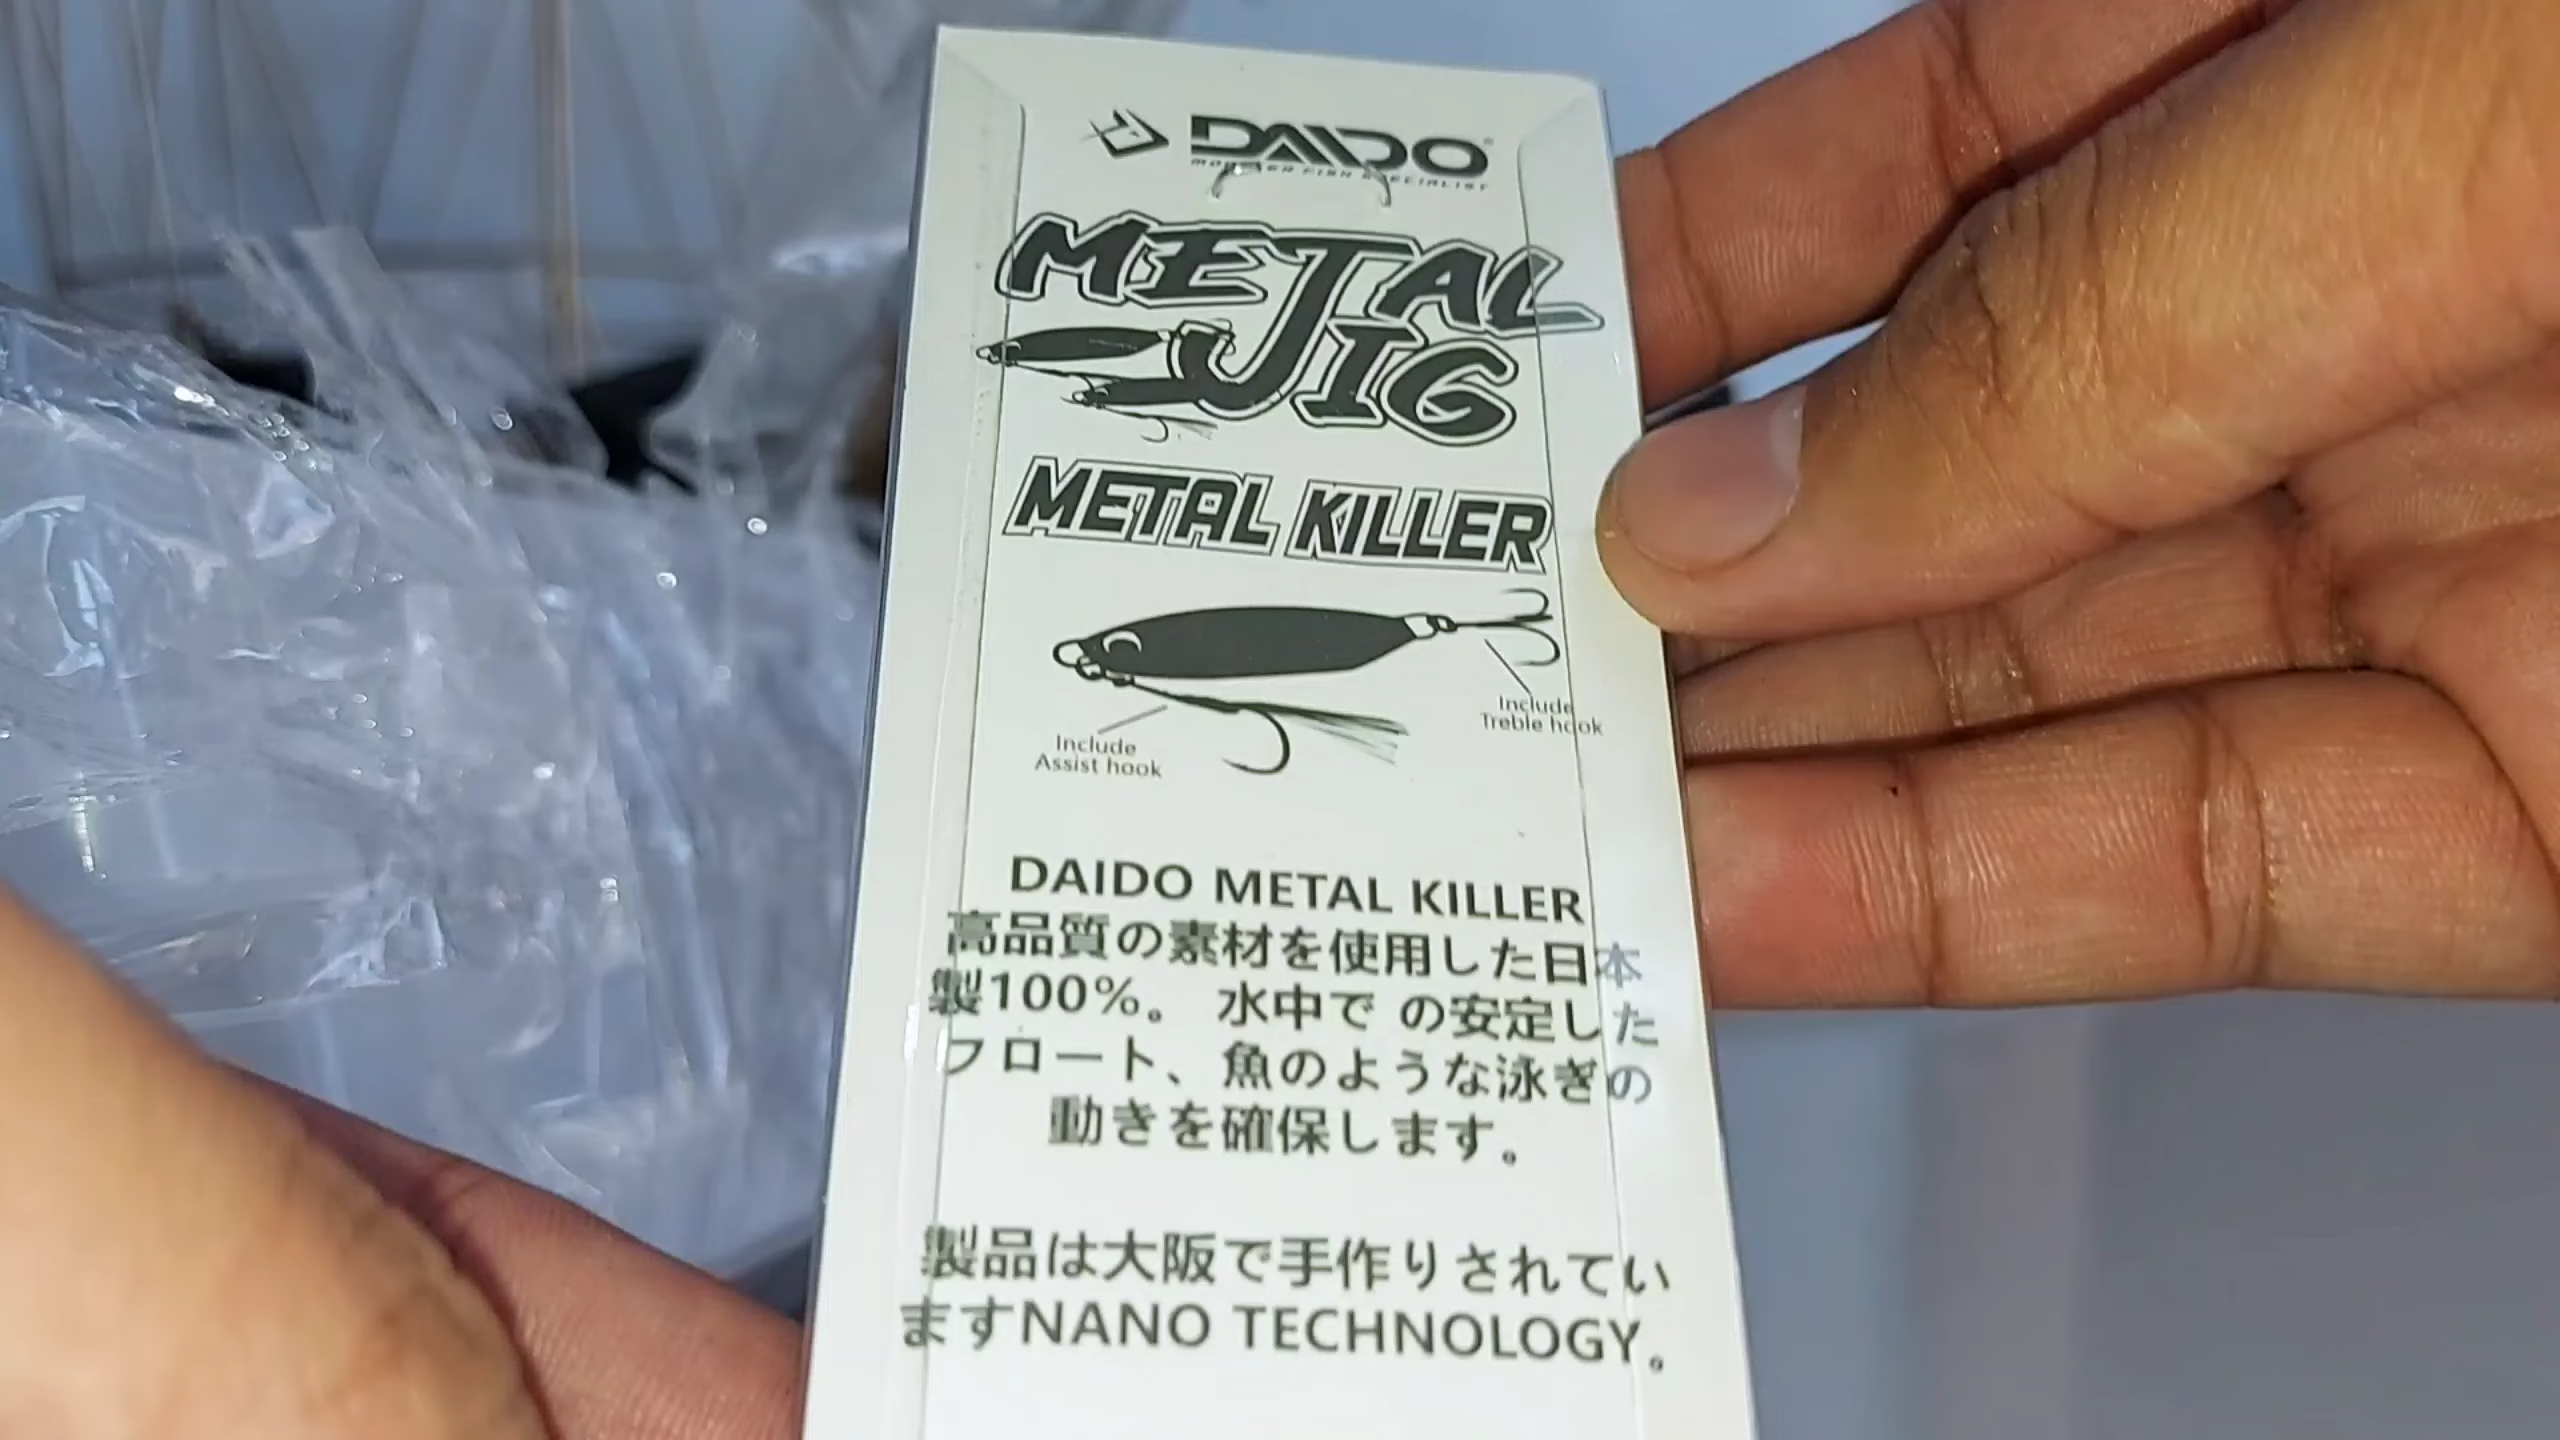 DAIDO
MONSTER FISH SPECIALIST
METAL
JIG
METAL KILLER
Include
Treble hook
Include
Assist hook
DAIDO METAL KILLER
高品質の素材を使用した日本
製100%。 水中で の安定した
フロート、魚のような泳ぎの
動きを確保します。
製品は大阪で手作りされてい
ますNANO TECHNOLOGY。